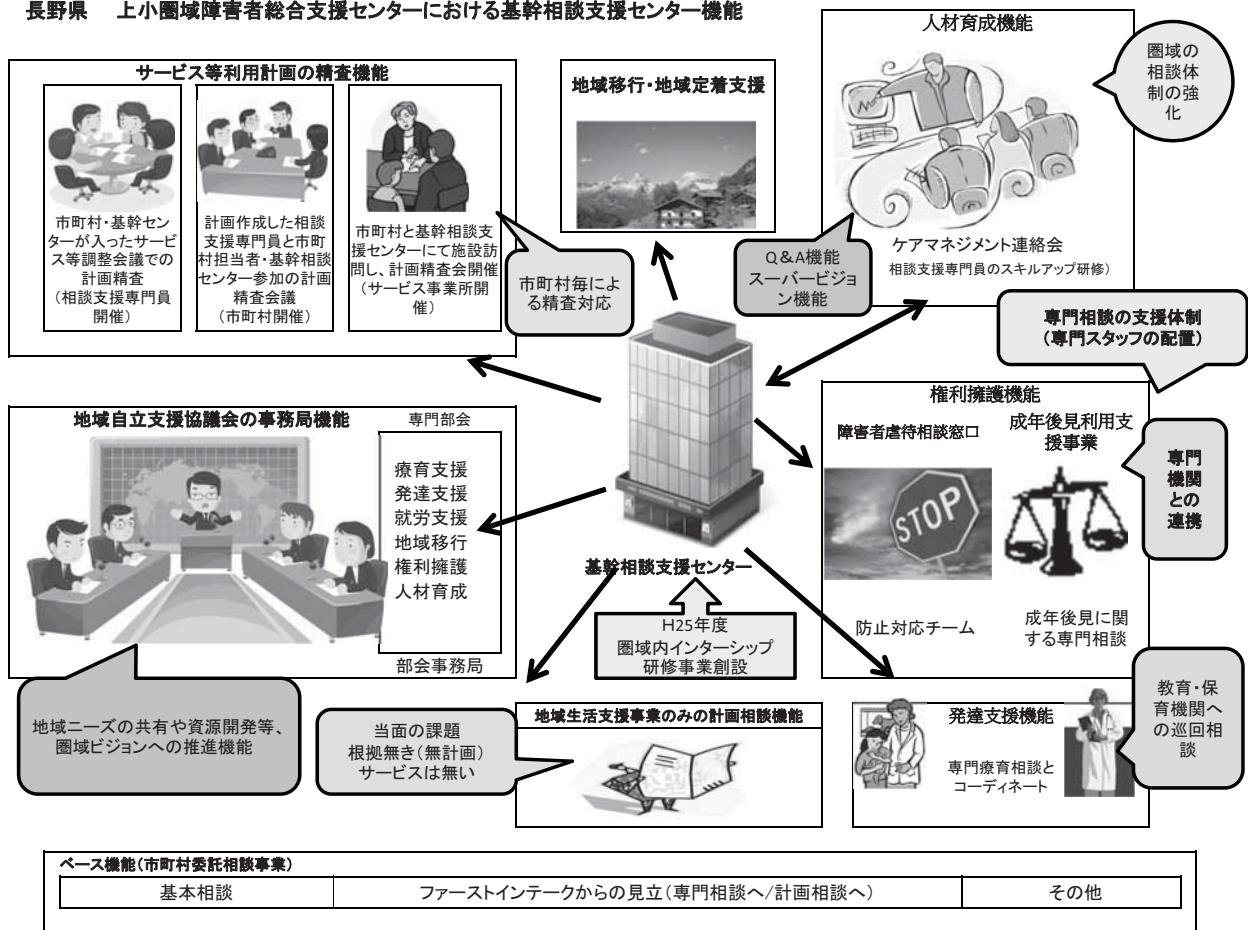 長野県　上小圏域障害者総合支援センターにおける基幹相談支援センター機能
サービス等利用計画の精査機能
市町村・基幹セン
ターが入ったサービ
ス等調整会議での
計画精査
（相談支援専門員
開催）
計画作成した相談
支援専門員と市町
村担当者・基幹相談
センター参加の計画
精査会議
（市町村開催）
市町村と基幹相談支
援センターにて施設訪
問し、計画精査会開催
（サービス事業所開
催）
市町村毎によ
る精査対応
地域移行・地域定着支援
人材育成機能
ケアマネジメント連絡会
相談支援専門員のスキルアップ研修）
圏域の
相談体
制の強
化
Q＆A機能
スーパービジョ
ン機能
専門相談の支援体制
（専門スタッフの配置）
地域自立支援協議会の事務局機能
専門部会
療育支援
発達支援
就労支援
地域移行
権利擁護
人材育成
部会事務局
地域ニーズの共有や資源開発等、
圏域ビジョンへの推進機能
基幹相談支援センター
H25年度
圏域内インターシップ
研修事業創設
権利擁護機能
障害者虐待相談窓口
STOP
防止対応チーム
成年後見利用支
援事業
成年後見に関
する専門相談
専門
機関
との
連携
当面の課題
根拠無き（無計画）
サービスは無い
地域生活支援事業のみの計画相談機能
発達支援機能
専門療育相談と
コーディネート
教育・保
育機関へ
の巡回相
談
ベース機能（市町村委託相談事業）
基本相談
ファーストインテークからの見立（専門相談へ/計画相談へ）
その他